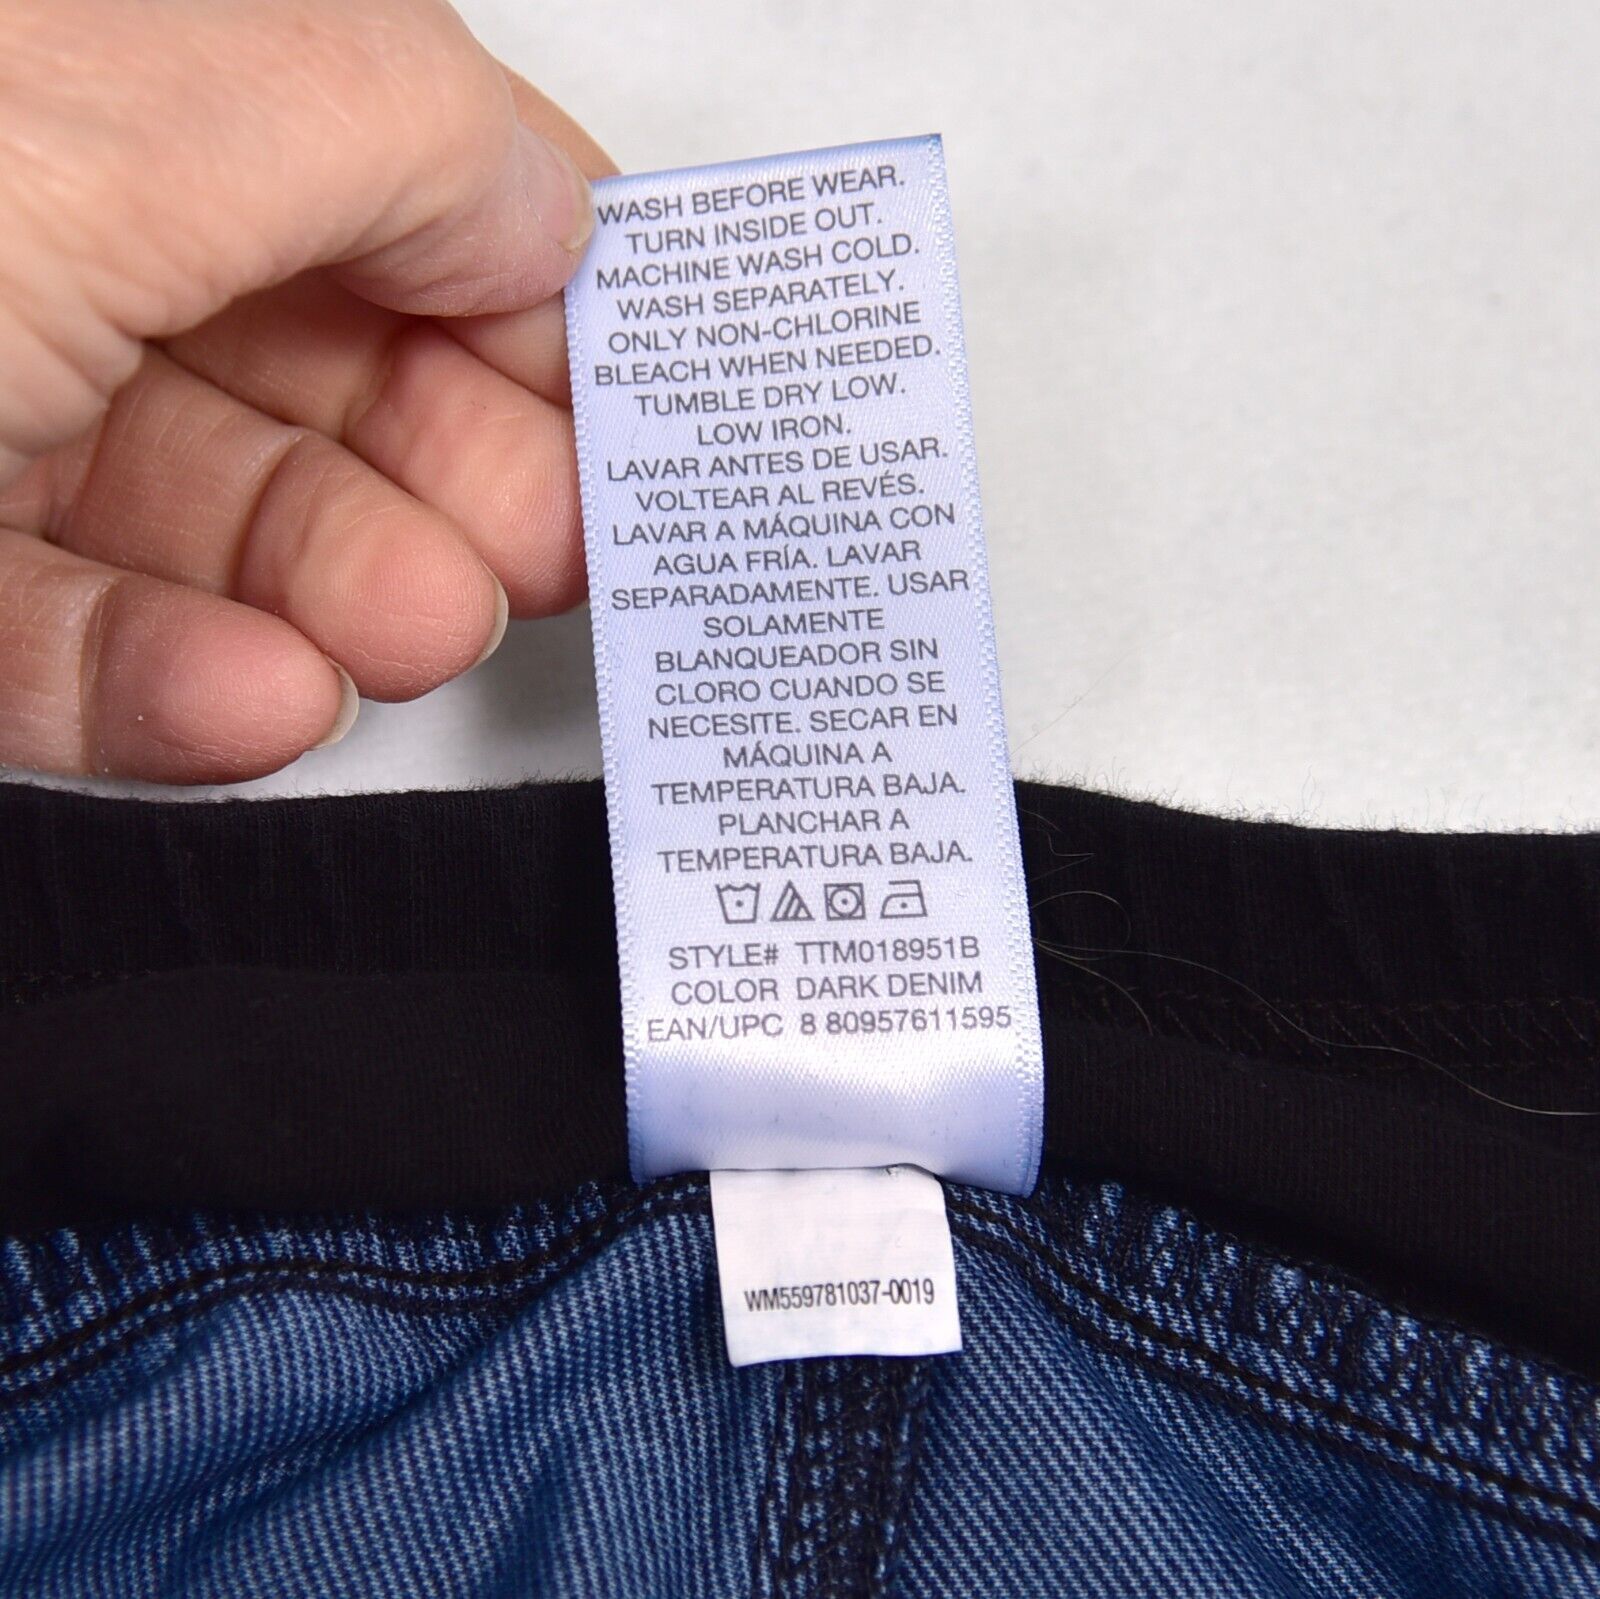 WASH BEFORE WEAR.
TURN INSIDE OUT.
MACHINE WASH COLD.
WASH SEPARATELY.
ONLY NON-CHLORINE
BLEACH WHEN NEEDED.
TUMBLE DRY LOW.
LOW IRON.
LAVAR ANTES DE USAR.
VOLTEAR AL REVÉS.
LAVAR A MÁQUINA CON
AGUA FRÍA. LAVAR
SEPARADAMENTE. USAR
SOLAMENTE
BLANQUEADOR SIN
CLORO CUANDO SE
NECESITE. SECAR EN
MÁQUINA A
TEMPERATURA BAJA.
PLANCHAR A
TEMPERATURA BAJA.
STYLE# TTM018951B
COLOR DARK DENIM
EAN/UPC 8 80957611595
WM559781037-0019